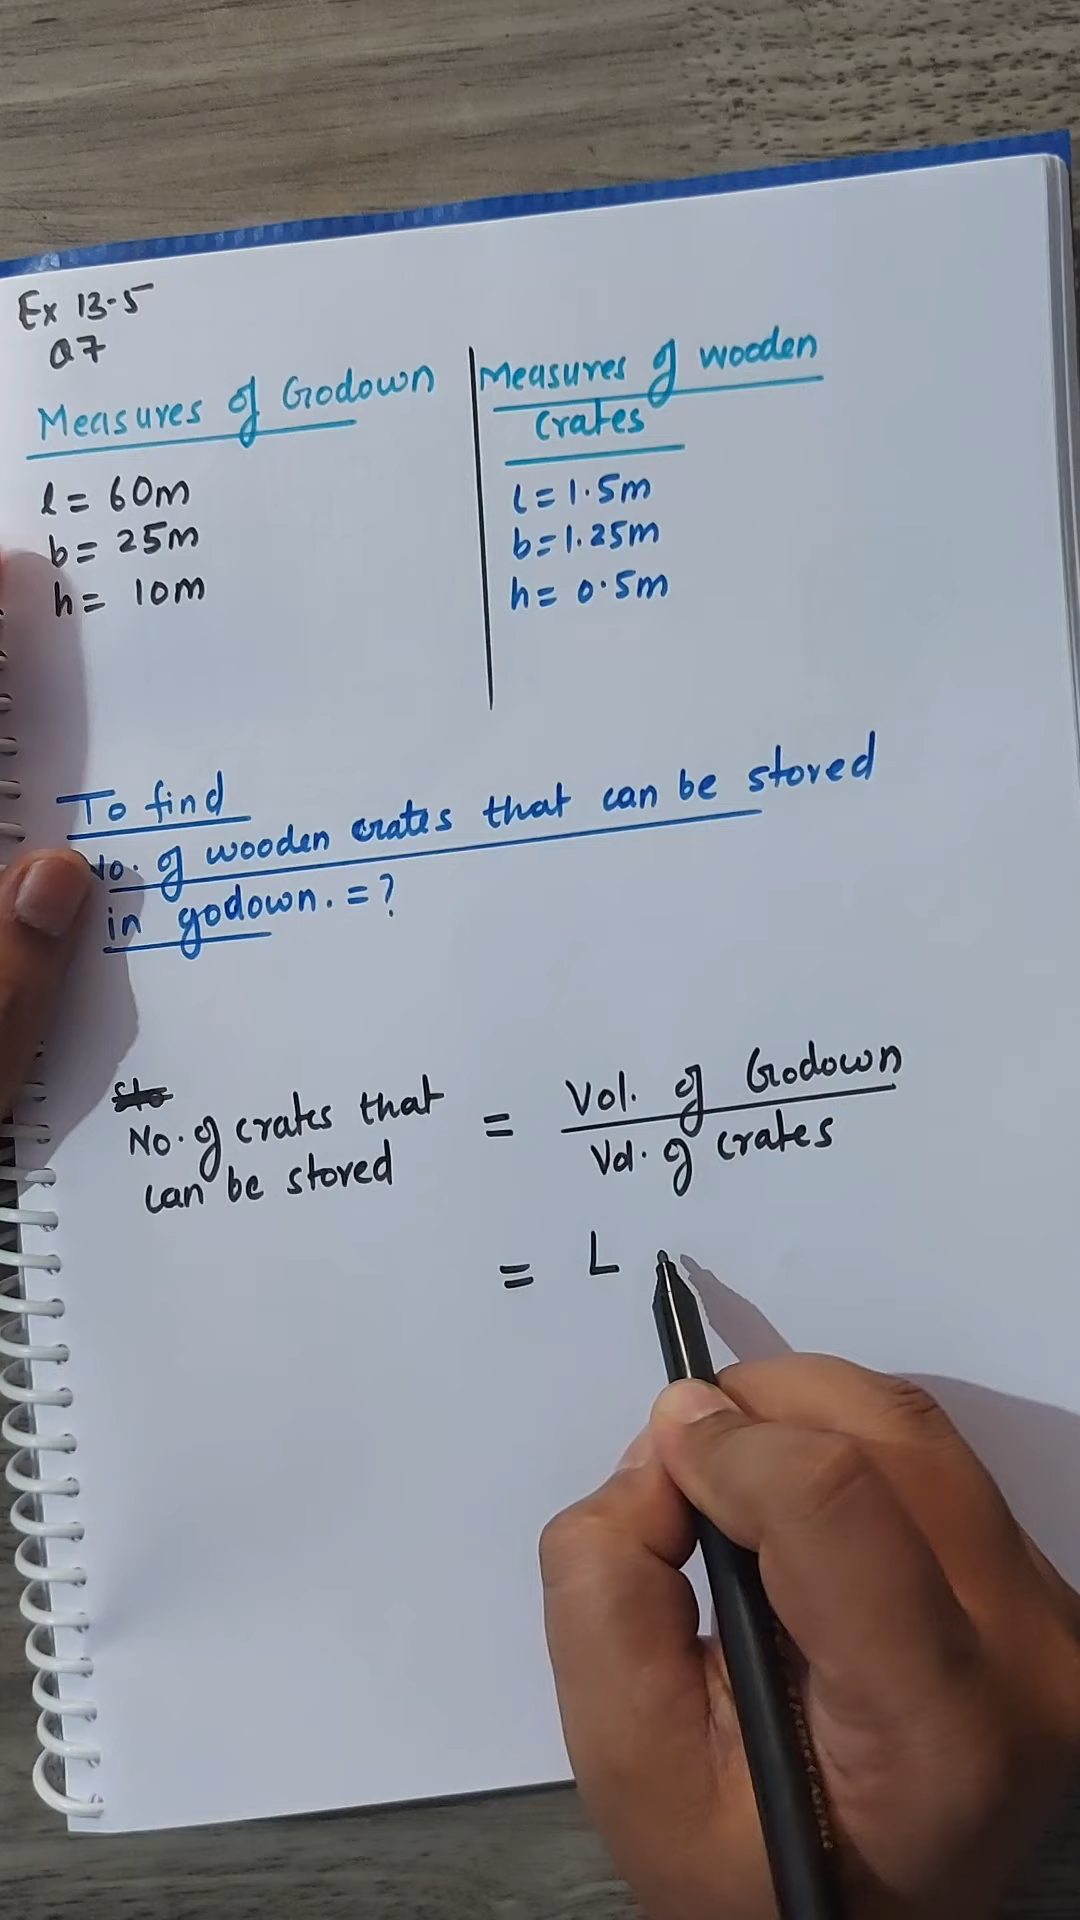 Ex 13.5
Q7
Measures of Godown
l = 60m
b = 25m
h = 10m
Measures of wooden
Crates
l = 1.5m
b = 1.25m
h = 0.5m
To find
No. of wooden crates that can be stored
in godown. = ?
No. of crates that
can be stored
= Vol. of Godown
Vol. of crates
= L